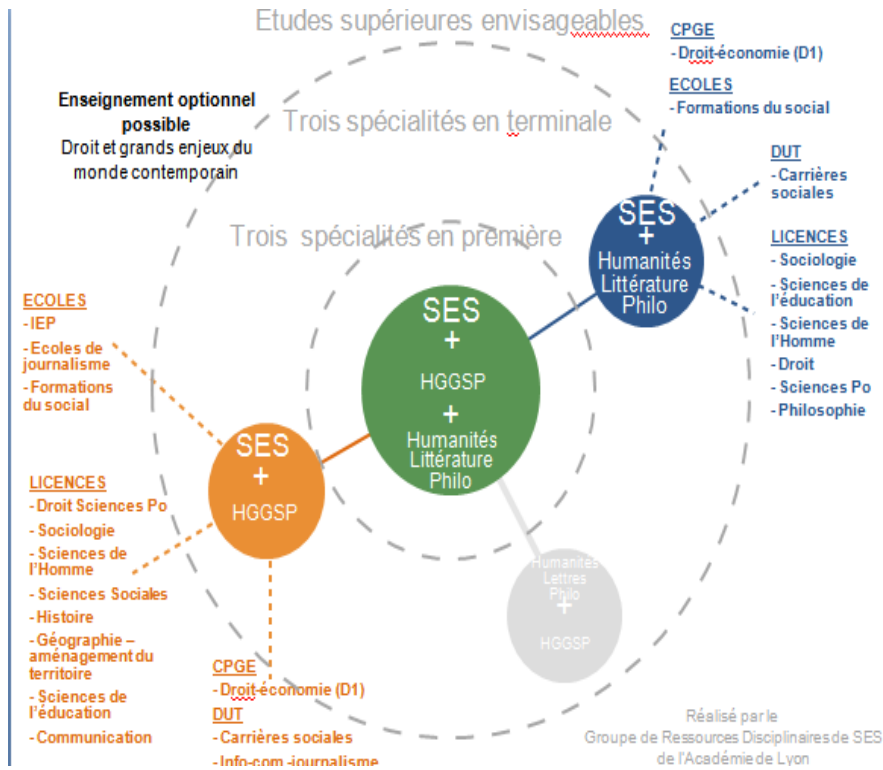 Etudes supérieures envisageables
CPGE
- Droit-économie (D1)
ECOLES
- Formations du social
Enseignement optionnel
possible
Droit et grands enjeux du
monde contemporain
Trois spécialités en terminale
DUT
- Carrières
sociales
SES
+
Humanités
Littérature
Philo
Trois spécialités en première
LICENCES
- Sociologie
- Sciences de
l'éducation
- Sciences de
l'Homme
- Droit
- Sciences Po
- Philosophie
SES
+
HGGSP
+
Humanités
Littérature
Philo
ECOLES
- IEP
- Ecoles de
journalisme
- Formations
du social
SES
+
HGGSP
LICENCES
- Droit Sciences Po
- Sociologie
- Sciences de
l'Homme
- Sciences Sociales
- Histoire
- Géographie –
aménagement du
territoire
- Sciences de
l'éducation
- Communication
Humanités
Lettres
Philo
+
HGGSP
CPGE
- Droit-économie (D1)
DUT
- Carrières sociales
- Info-com -journalisme
Réalisé par le
Groupe de Ressources Disciplinaires de SES
de l'Académie de Lyon